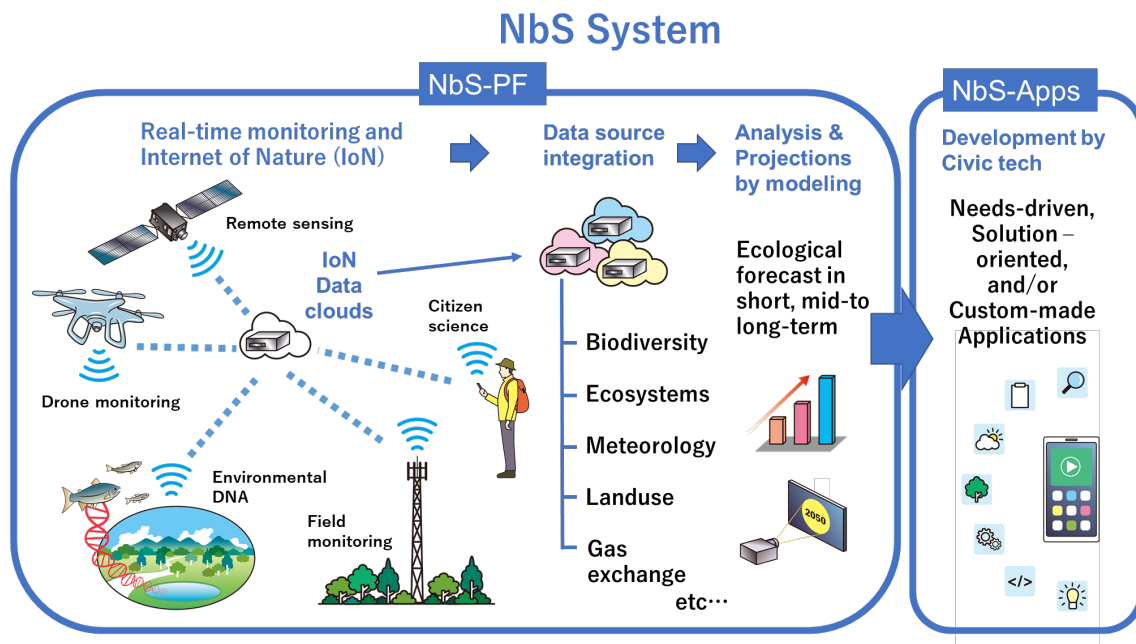 NbS System
NbS-PF
Real-time monitoring and
Internet of Nature (IoN)
Remote sensing
IoN
Data
clouds
Citizen
science
Drone monitoring
Environmental
DNA
Field
monitoring
Data source
integration
Biodiversity
Ecosystems
Meteorology
Landuse
Gas
exchange
etc…
Analysis &
Projections
by modeling
Ecological
forecast in
short, mid-to
long-term
2050
NbS-Apps
Development by
Civic tech
Needs-driven,
Solution –
oriented,
and/or
Custom-made
Applications
</>